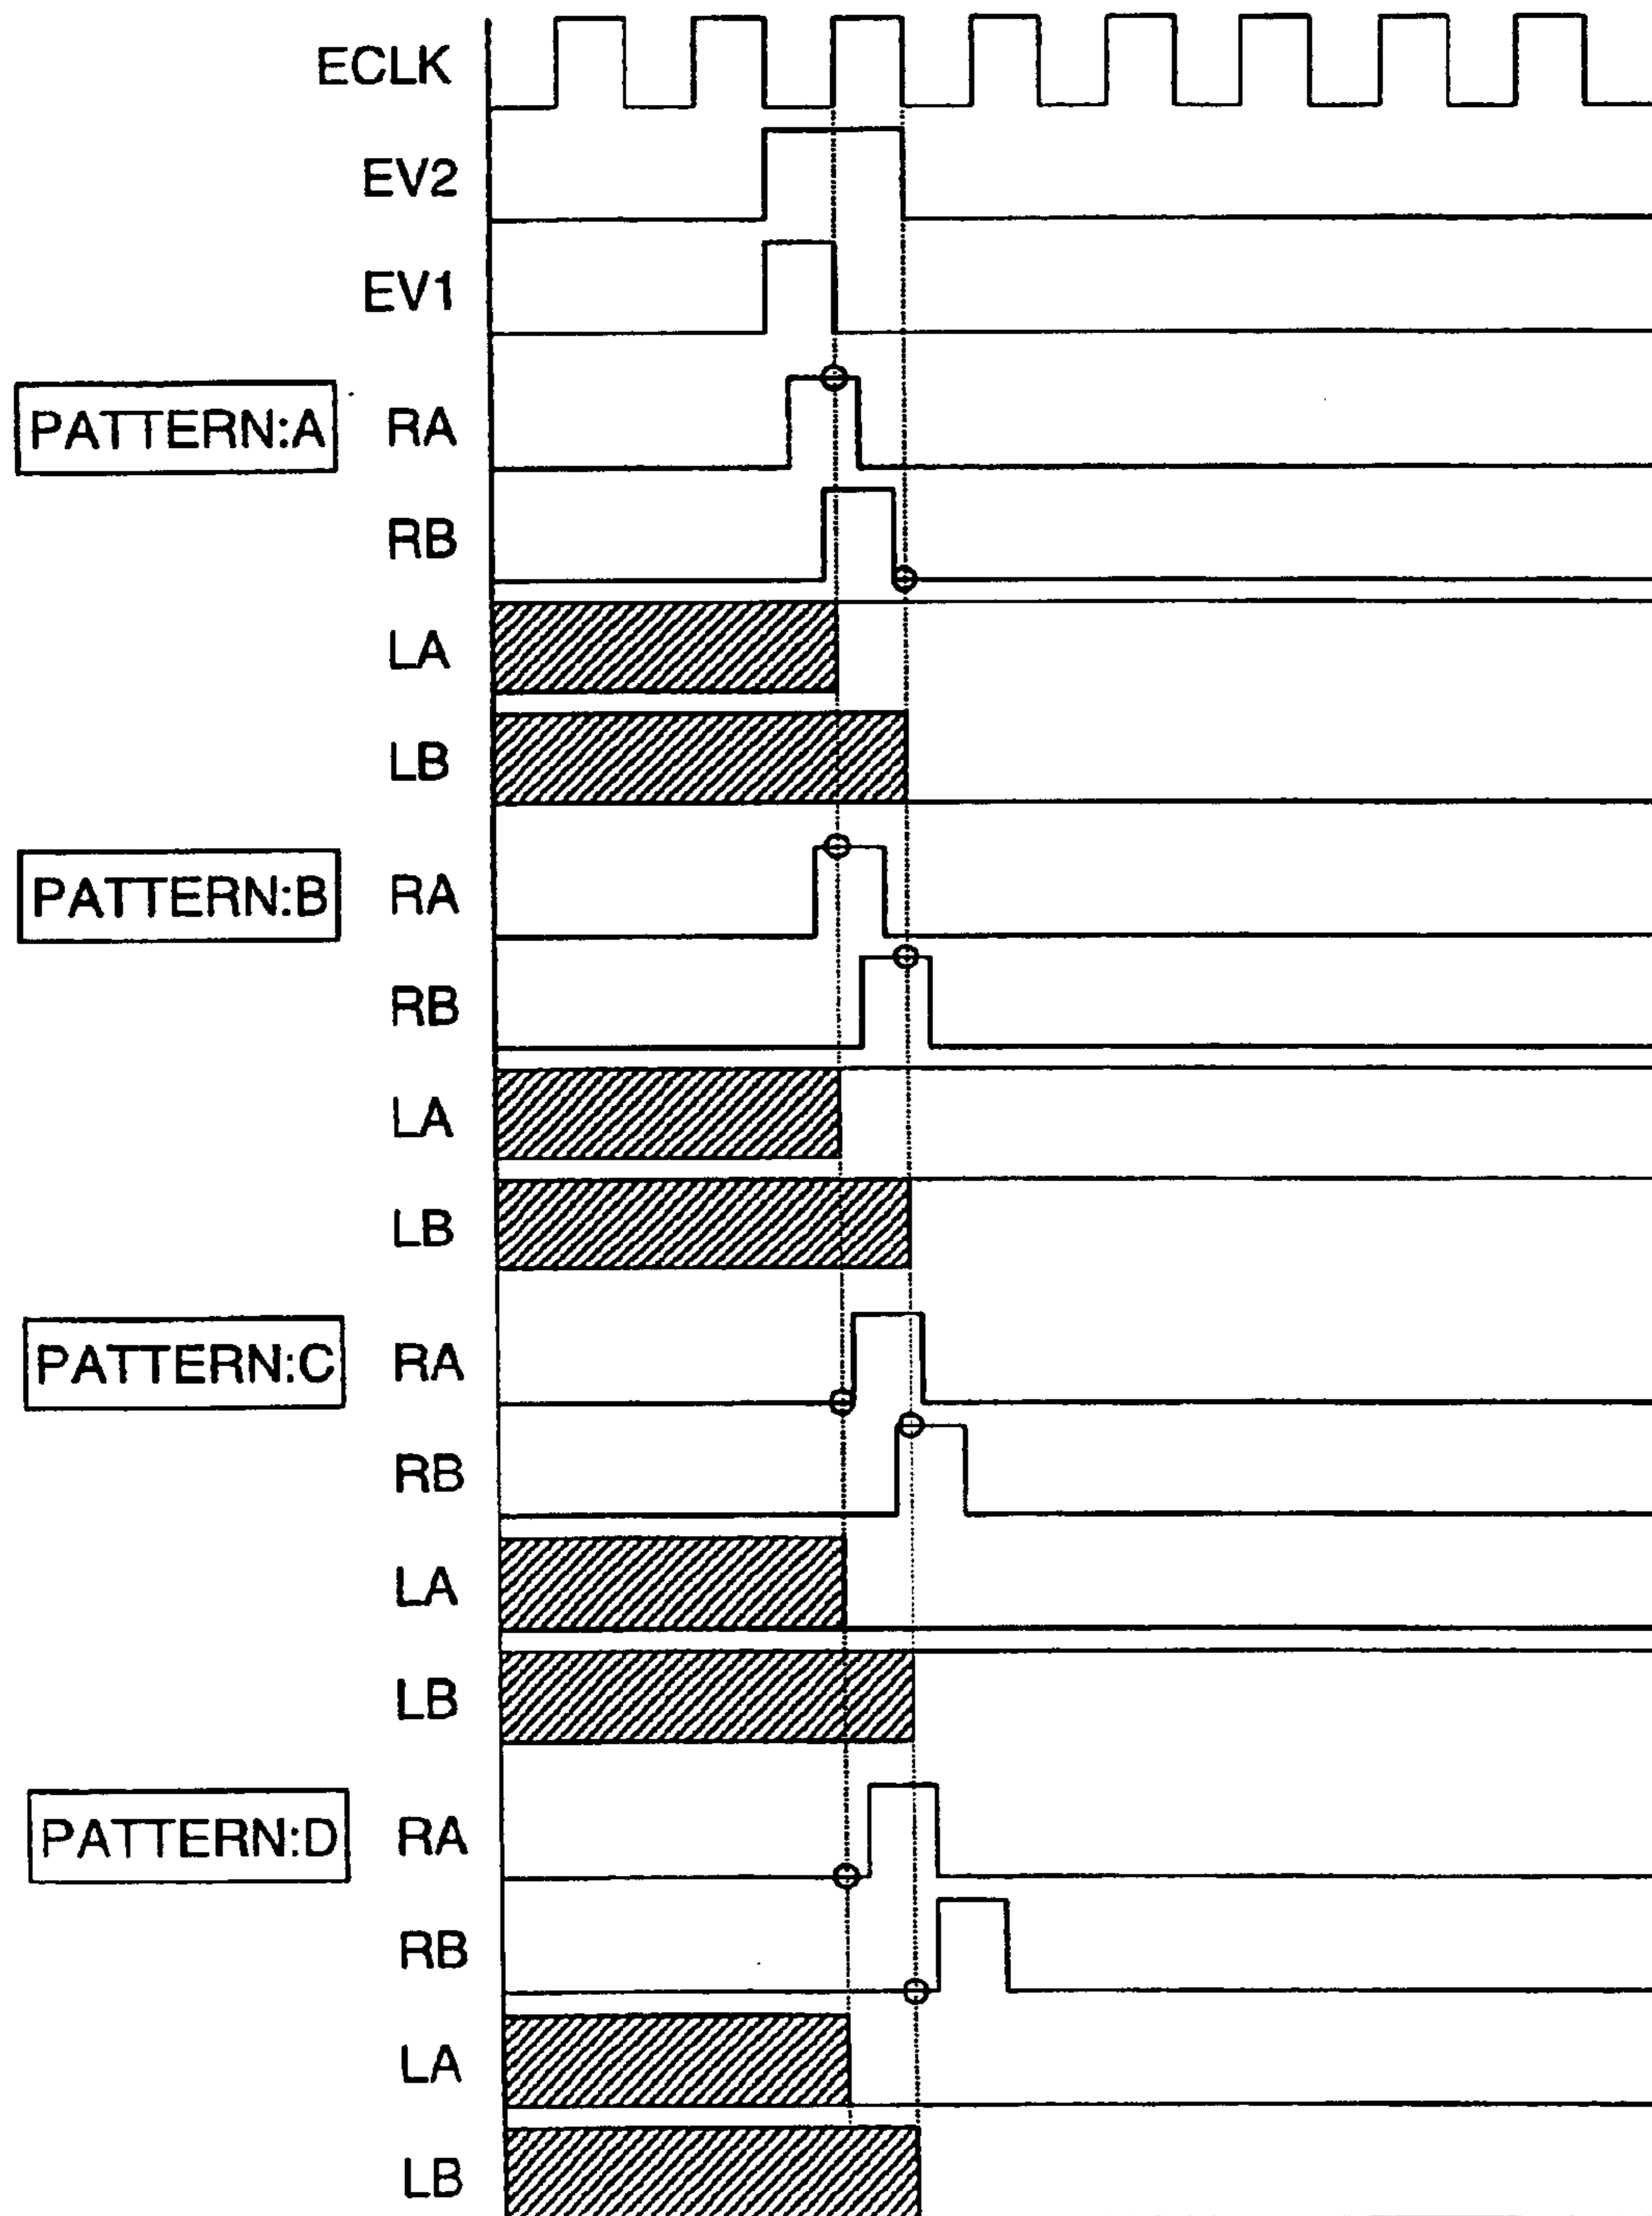 ECLK
EV2
EV1
PATTERN:A RA
RB
LA
LB
PATTERN:B RA
RB
LA
LB
PATTERN:C RA
RB
LA
LB
PATTERN:D RA
RB
LA
LB